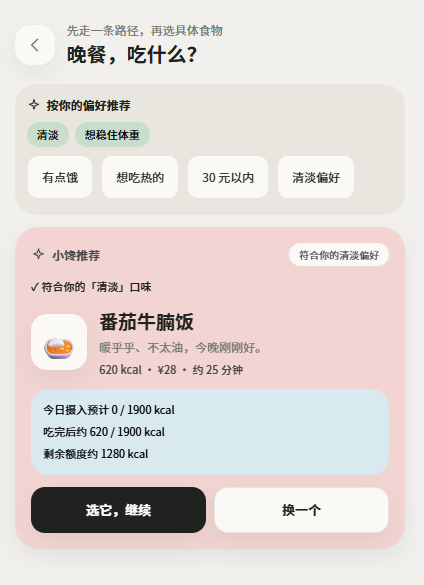 先走一条路径，再选具体食物
晚餐，吃什么？
按你的偏好推荐
清淡 想稳住体重
有点饿 想吃热的 30 元以内 清淡偏好
小馋推荐 符合你的清淡偏好
✓ 符合你的「清淡」口味
番茄牛腩饭
暖乎乎、不太油，今晚刚刚好。
620 kcal · ¥28 · 约 25 分钟
今日摄入预计 0 / 1900 kcal
吃完后约 620 / 1900 kcal
剩余额度约 1280 kcal
选它，继续 换一个